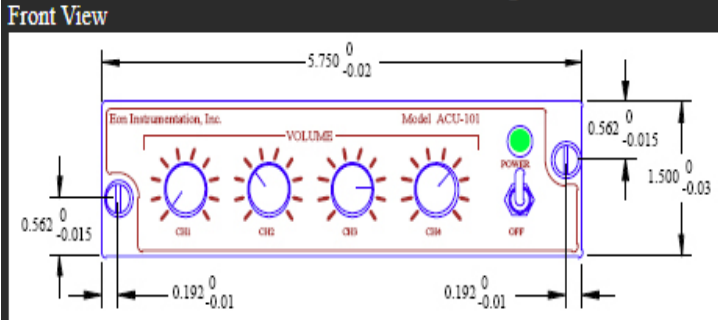 Front View
5.750 0 -0.02
Eon Instrumentation, Inc.
Model ACU-101
VOLUME
0.562 0 -0.015
POWER
1.500 0 -0.03
0.562 0 -0.015
CH1
CH2
CH3
CH4
OFF
0.192 0 -0.01
0.192 0 -0.01